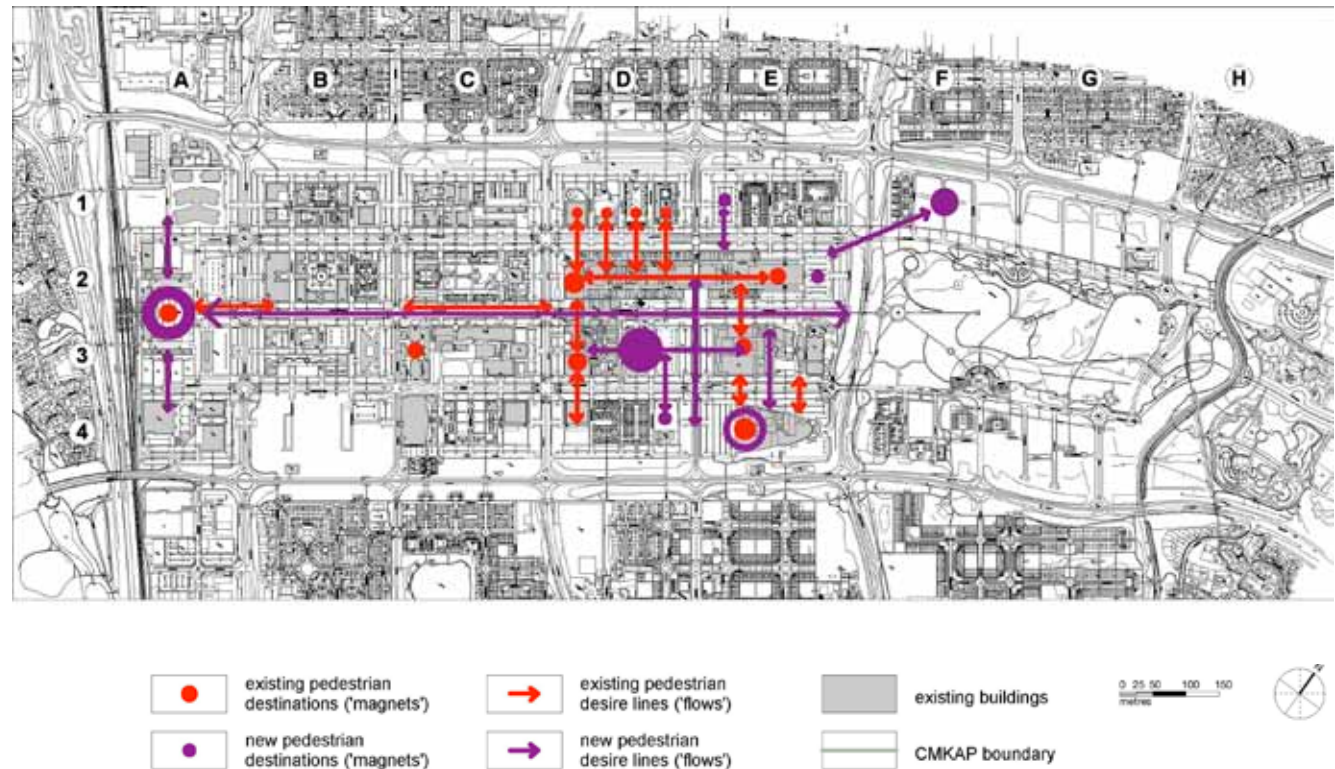 A
B
C
D
E
F
G
H
1
2
3
4
existing pedestrian
destinations ('magnets')
new pedestrian
destinations ('magnets')
existing pedestrian
desire lines ('flows')
new pedestrian
desire lines ('flows')
existing buildings
CMKAP boundary
0 25 50 100 150
metres